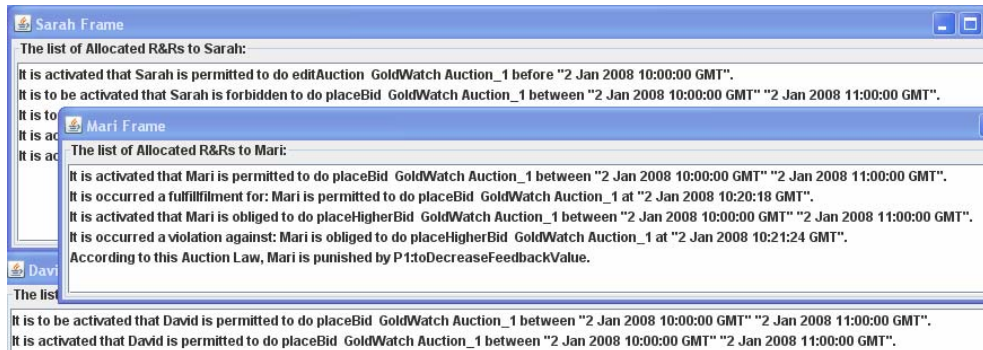 Sarah Frame
The list of Allocated R&Rs to Sarah:
It is activated that Sarah is permitted to do editAuction GoldWatch Auction_1 before "2 Jan 2008 10:00:00 GMT".
It is to be activated that Sarah is forbidden to do placeBid GoldWatch Auction_1 between "2 Jan 2008 10:00:00 GMT" "2 Jan 2008 11:00:00 GMT".
It is to
It is ac
It is ac
Mari Frame
The list of Allocated R&Rs to Mari:
It is activated that Mari is permitted to do placeBid GoldWatch Auction_1 between "2 Jan 2008 10:00:00 GMT" "2 Jan 2008 11:00:00 GMT".
It is occurred a fulfillfilment for: Mari is permitted to do placeBid GoldWatch Auction_1 at "2 Jan 2008 10:20:18 GMT".
It is activated that Mari is obliged to do placeHigherBid GoldWatch Auction_1 between "2 Jan 2008 10:00:00 GMT" "2 Jan 2008 11:00:00 GMT".
It is occurred a violation against: Mari is obliged to do placeHigherBid GoldWatch Auction_1 at "2 Jan 2008 10:21:24 GMT".
According to this Auction Law, Mari is punished by P1:toDecreaseFeedbackValue.
Davi
The list
It is to be activated that David is permitted to do placeBid GoldWatch Auction_1 between "2 Jan 2008 10:00:00 GMT" "2 Jan 2008 11:00:00 GMT".
It is activated that David is permitted to do placeBid GoldWatch Auction_1 between "2 Jan 2008 10:00:00 GMT" "2 Jan 2008 11:00:00 GMT".